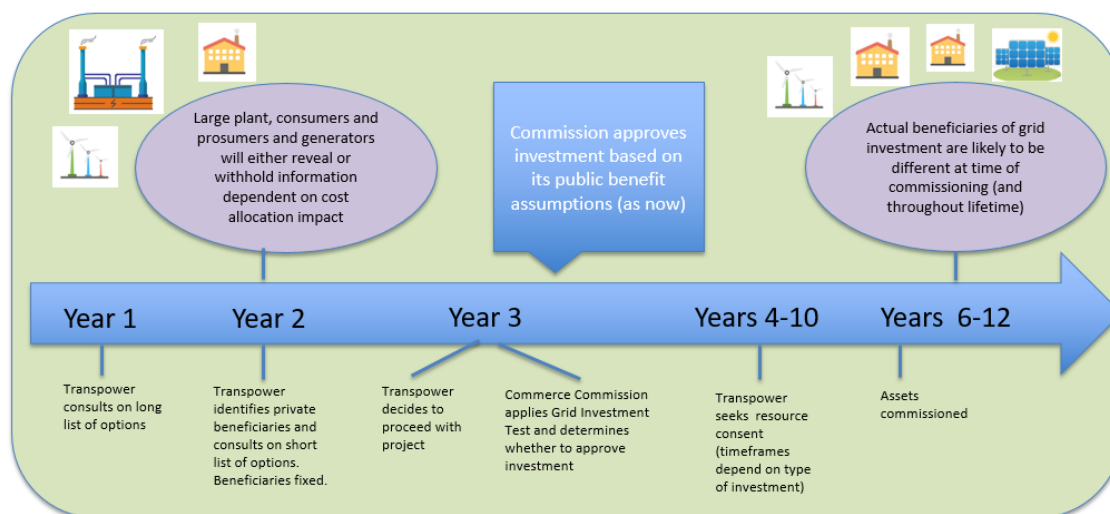 Large plant, consumers and
prosumers and generators
will either reveal or
withhold information
dependent on cost
allocation impact
Commission approves
investment based on
its public benefit
assumptions (as now)
Actual beneficiaries of grid
investment are likely to be
different at time of
commissioning (and
throughout lifetime)
Year 1
Year 2
Year 3
Years 4-10
Years 6-12
Transpower
consults on long
list of options
Transpower
identifies private
beneficiaries and
consults on short
list of options.
Beneficiaries fixed.
Transpower
decides to
proceed with
project
Commerce Commission
applies Grid Investment
Test and determines
whether to approve
investment
Transpower
seeks resource
consent
(timeframes
depend on type
of investment)
Assets
commissioned